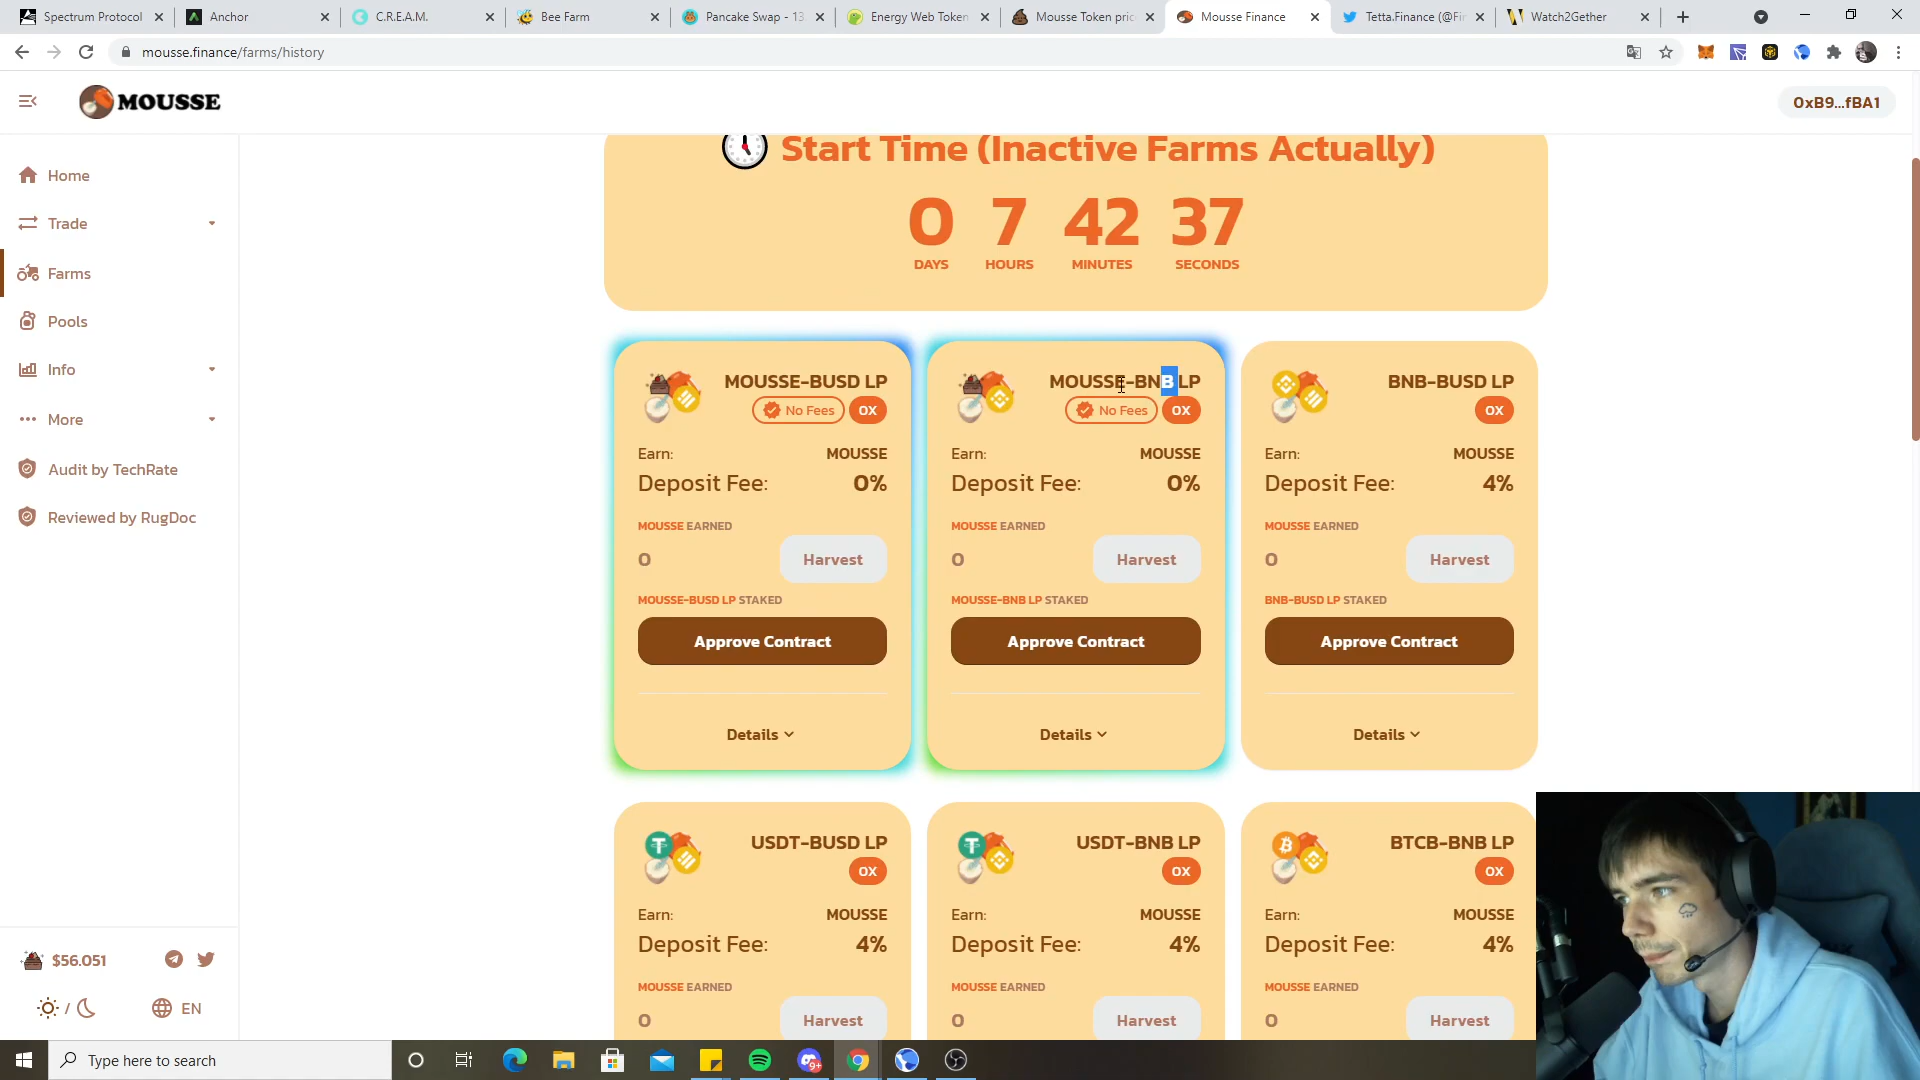 Spectrum Protocol
Anchor
C.R.E.A.M.
Bee Farm
Pancake Swap - 13
Energy Web Token
Mousse Token pric
Mousse Finance
Tetta.Finance (@Fin
Watch2Gether
mousse.finance/farms/history
MOUSSE
0xB9...fBA1
Home
Trade
Farms
Pools
Info
More
Audit by TechRate
Reviewed by RugDoc
$56.051
/
EN
Start Time (Inactive Farms Actually)
0 7 42 37
DAYS HOURS MINUTES SECONDS
MOUSSE-BUSD LP
No Fees 0X
Earn: MOUSSE
Deposit Fee: 0%
MOUSSE EARNED
0 Harvest
MOUSSE-BUSD LP STAKED
Approve Contract
Details
MOUSSE-BNB LP
No Fees 0X
Earn: MOUSSE
Deposit Fee: 0%
MOUSSE EARNED
0 Harvest
MOUSSE-BNB LP STAKED
Approve Contract
Details
BNB-BUSD LP
0X
Earn: MOUSSE
Deposit Fee: 4%
MOUSSE EARNED
0 Harvest
BNB-BUSD LP STAKED
Approve Contract
Details
USDT-BUSD LP
0X
Earn: MOUSSE
Deposit Fee: 4%
MOUSSE EARNED
0 Harvest
USDT-BNB LP
0X
Earn: MOUSSE
Deposit Fee: 4%
MOUSSE EARNED
0 Harvest
BTCB-BNB LP
0X
Earn: MOUSSE
Deposit Fee: 4%
MOUSSE EARNED
0 Harvest
Type here to search
9+